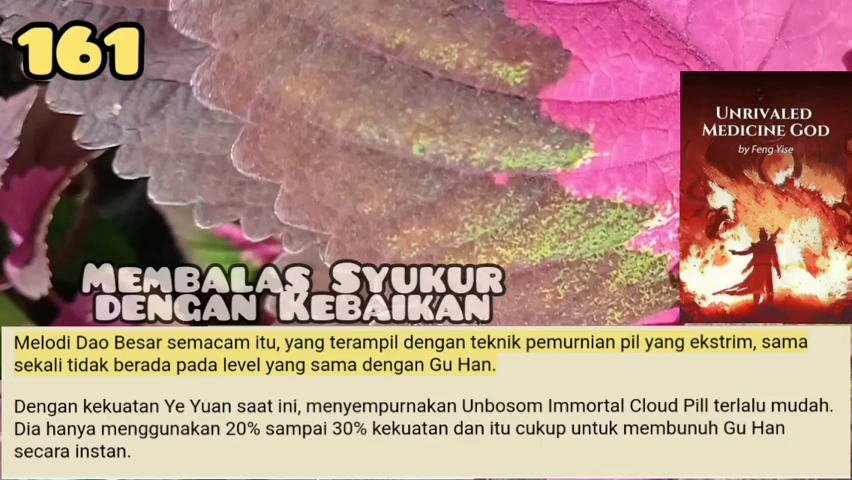 161
UNRIVALED
MEDICINE GOD
by Feng Yise
MEMBALAS SYUKUR
DENGAN KEBAIKAN
Melodi Dao Besar semacam itu, yang terampil dengan teknik pemurnian pil yang ekstrim, sama
sekali tidak berada pada level yang sama dengan Gu Han.
Dengan kekuatan Ye Yuan saat ini, menyempurnakan Unbosom Immortal Cloud Pill terlalu mudah.
Dia hanya menggunakan 20% sampai 30% kekuatan dan itu cukup untuk membunuh Gu Han
secara instan.